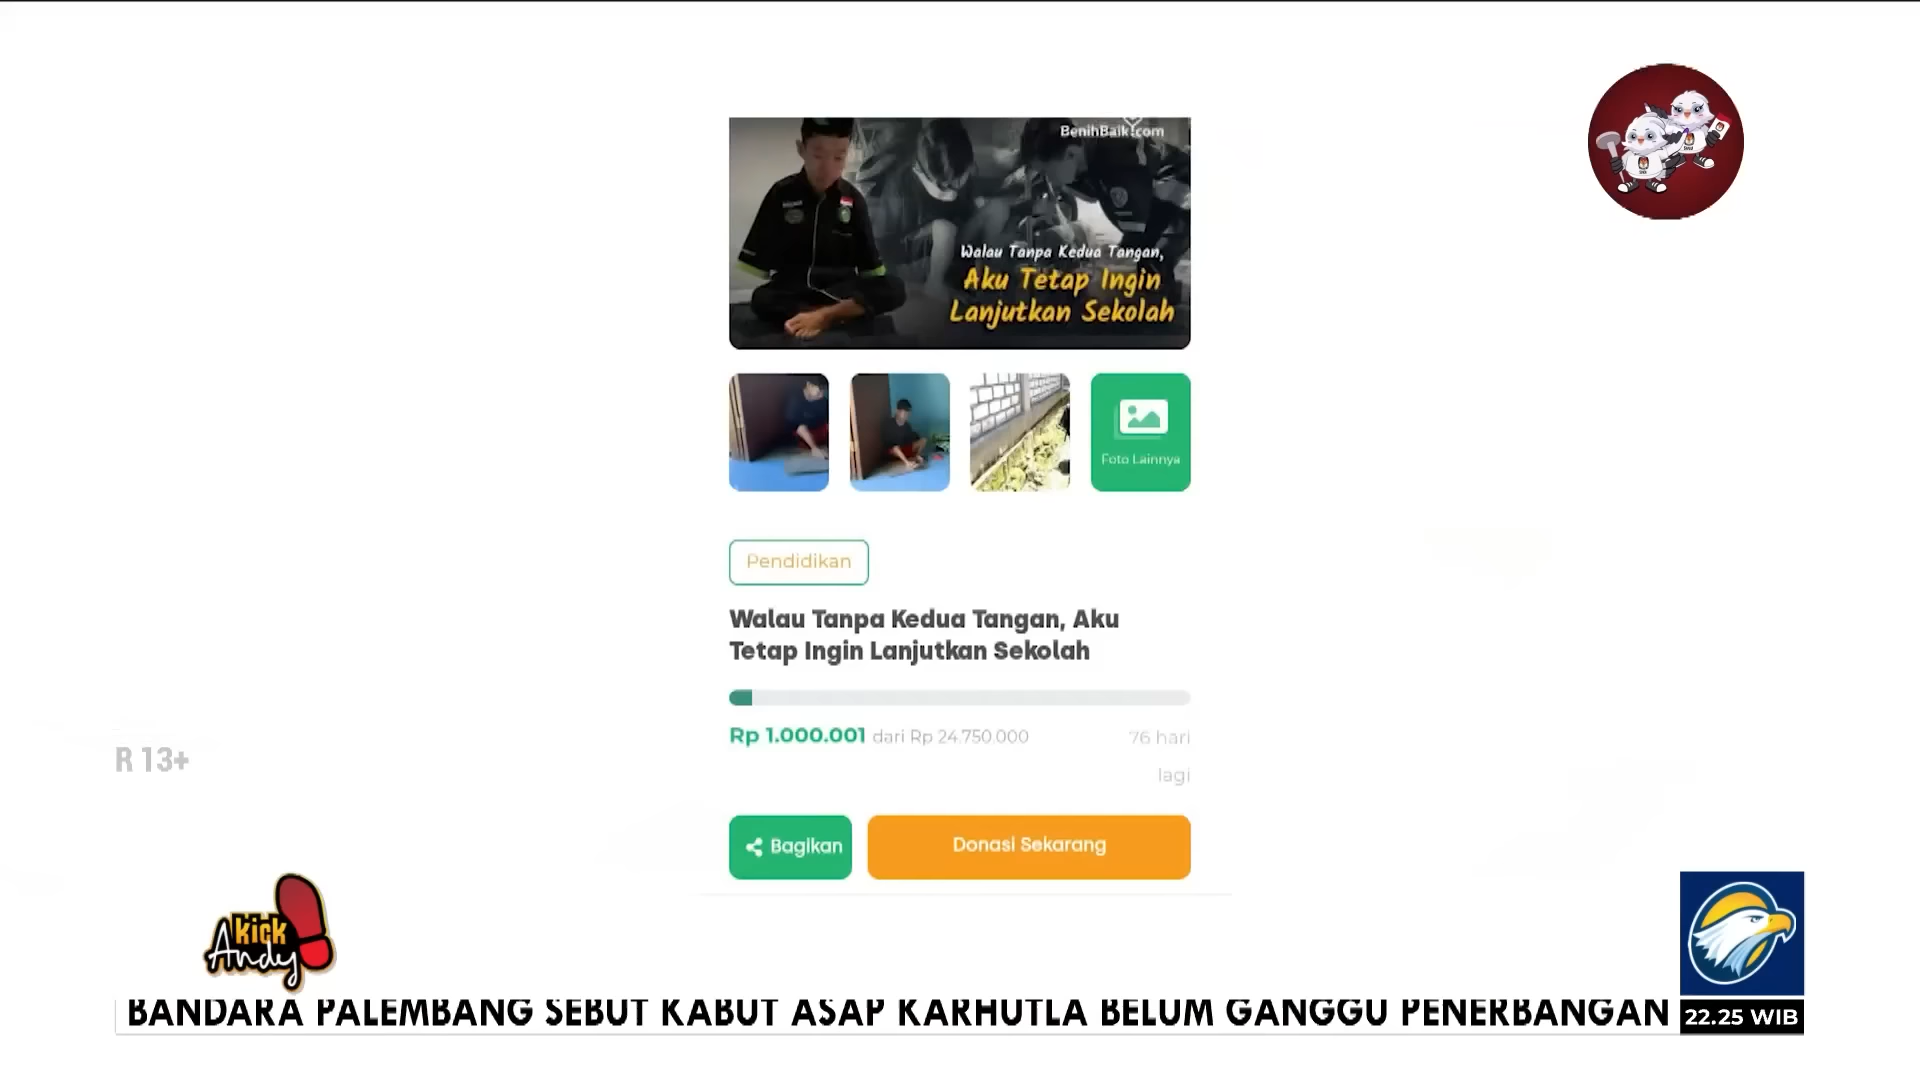 BenihBaik.com
Walau Tanpa Kedua Tangan,
Aku Tetap Ingin
Lanjutkan Sekolah
Foto Lainnya
Pendidikan
Walau Tanpa Kedua Tangan, Aku
Tetap Ingin Lanjutkan Sekolah
Rp 1.000.001 dari Rp 24.750.000
76 hari
lagi
R 13+
Bagikan
Donasi Sekarang
kick
Andy
BANDARA PALEMBANG SEBUT KABUT ASAP KARHUTLA BELUM GANGGU PENERBANGAN
22.25 WIB